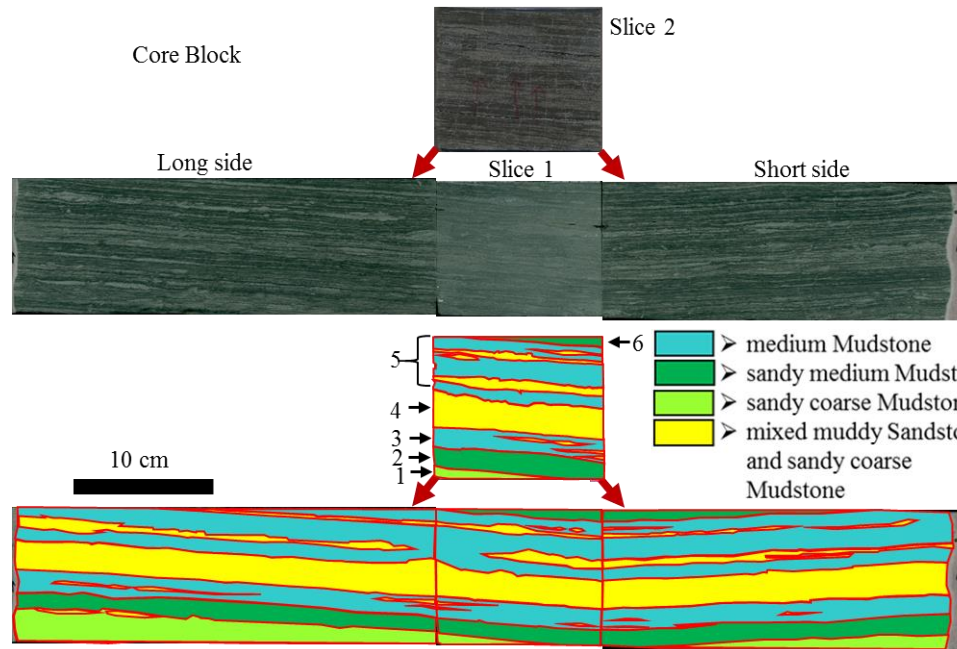 Slice 2
Core Block
Long side
Slice 1
Short side
6
5
4
3
2
1
medium Mudstone
sandy medium Mudst
sandy coarse Mudston
mixed muddy Sandsto
and sandy coarse
Mudstone
10 cm